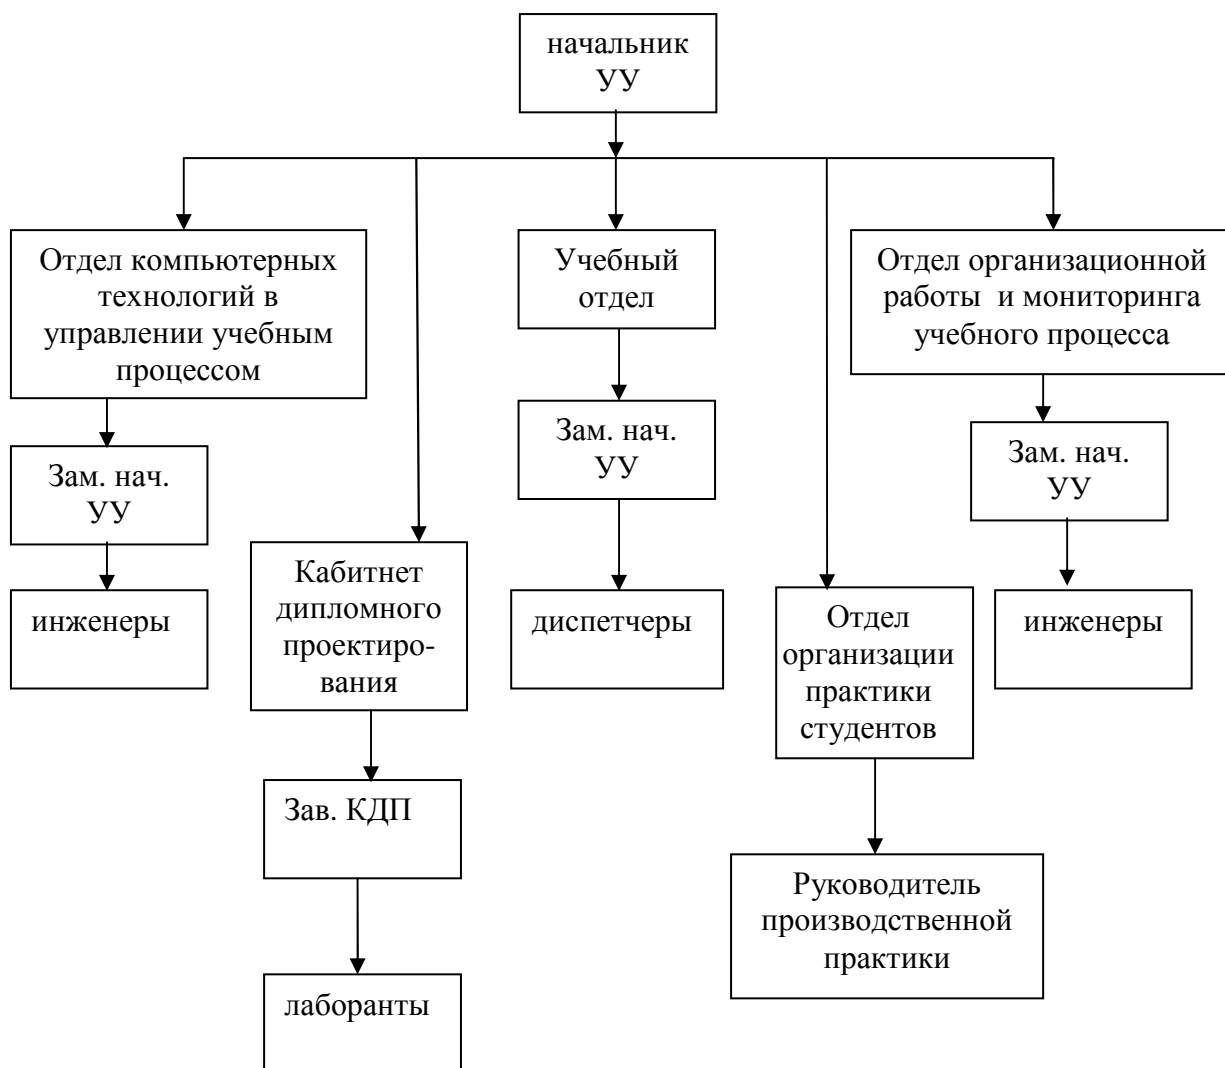 начальник
УУ
Отдел компьютерных
технологий в
управлении учебным
процессом
Учебный
отдел
Отдел организационной
работы и мониторинга
учебного процесса
Зам. нач.
УУ
Зам. нач.
УУ
Зам. нач.
УУ
инженеры
Кабитнет
дипломного
проектиро-
вания
диспетчеры
Отдел
организации
практики
студентов
инженеры
Зав. КДП
Руководитель
производственной
практики
лаборанты